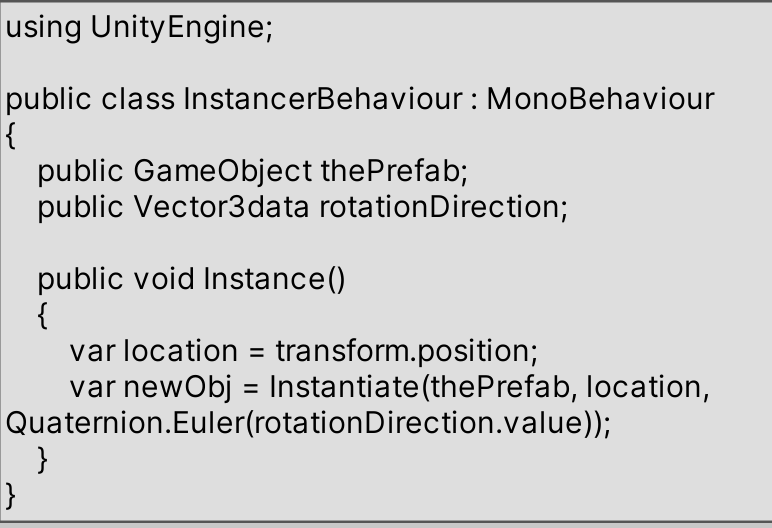 using UnityEngine;

public class InstancerBehaviour : MonoBehaviour
{
    public GameObject thePrefab;
    public Vector3data rotationDirection;

    public void Instance()
    {
        var location = transform.position;
        var newObj = Instantiate(thePrefab, location,
Quaternion.Euler(rotationDirection.value));
    }
}